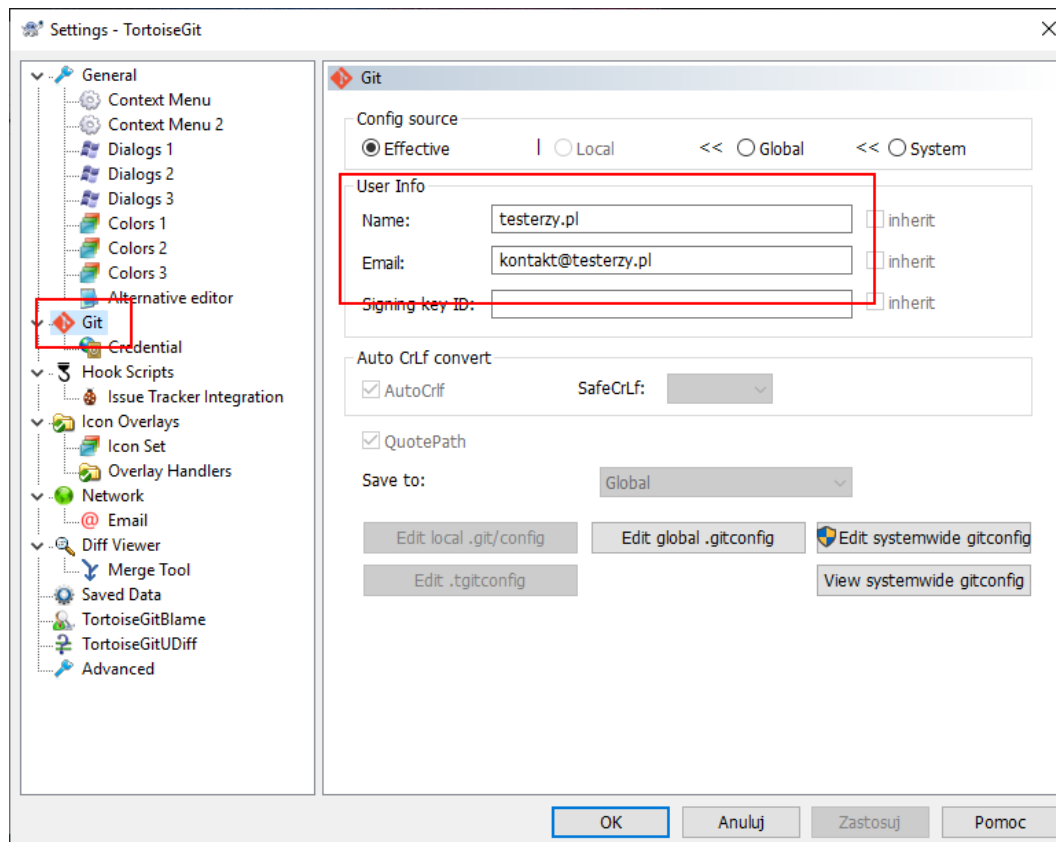 Settings - TortoiseGit
General
Context Menu
Context Menu 2
Dialogs 1
Dialogs 2
Dialogs 3
Colors 1
Colors 2
Colors 3
Alternative editor
Git
Credential
Hook Scripts
Issue Tracker Integration
Icon Overlays
Icon Set
Overlay Handlers
Network
Email
Diff Viewer
Merge Tool
Saved Data
TortoiseGitBlame
TortoiseGitUDiff
Advanced
Git
Config source
Effective | Local << Global << System
User Info
Name: testerzy.pl inherit
Email: kontakt@testerzy.pl inherit
Signing key ID: inherit
Auto CrLf convert
AutoCrlf SafeCrLf:
QuotePath
Save to: Global
Edit local .git/config Edit global .gitconfig Edit systemwide gitconfig
Edit .tgitconfig View systemwide gitconfig
OK Anuluj Zastosuj Pomoc